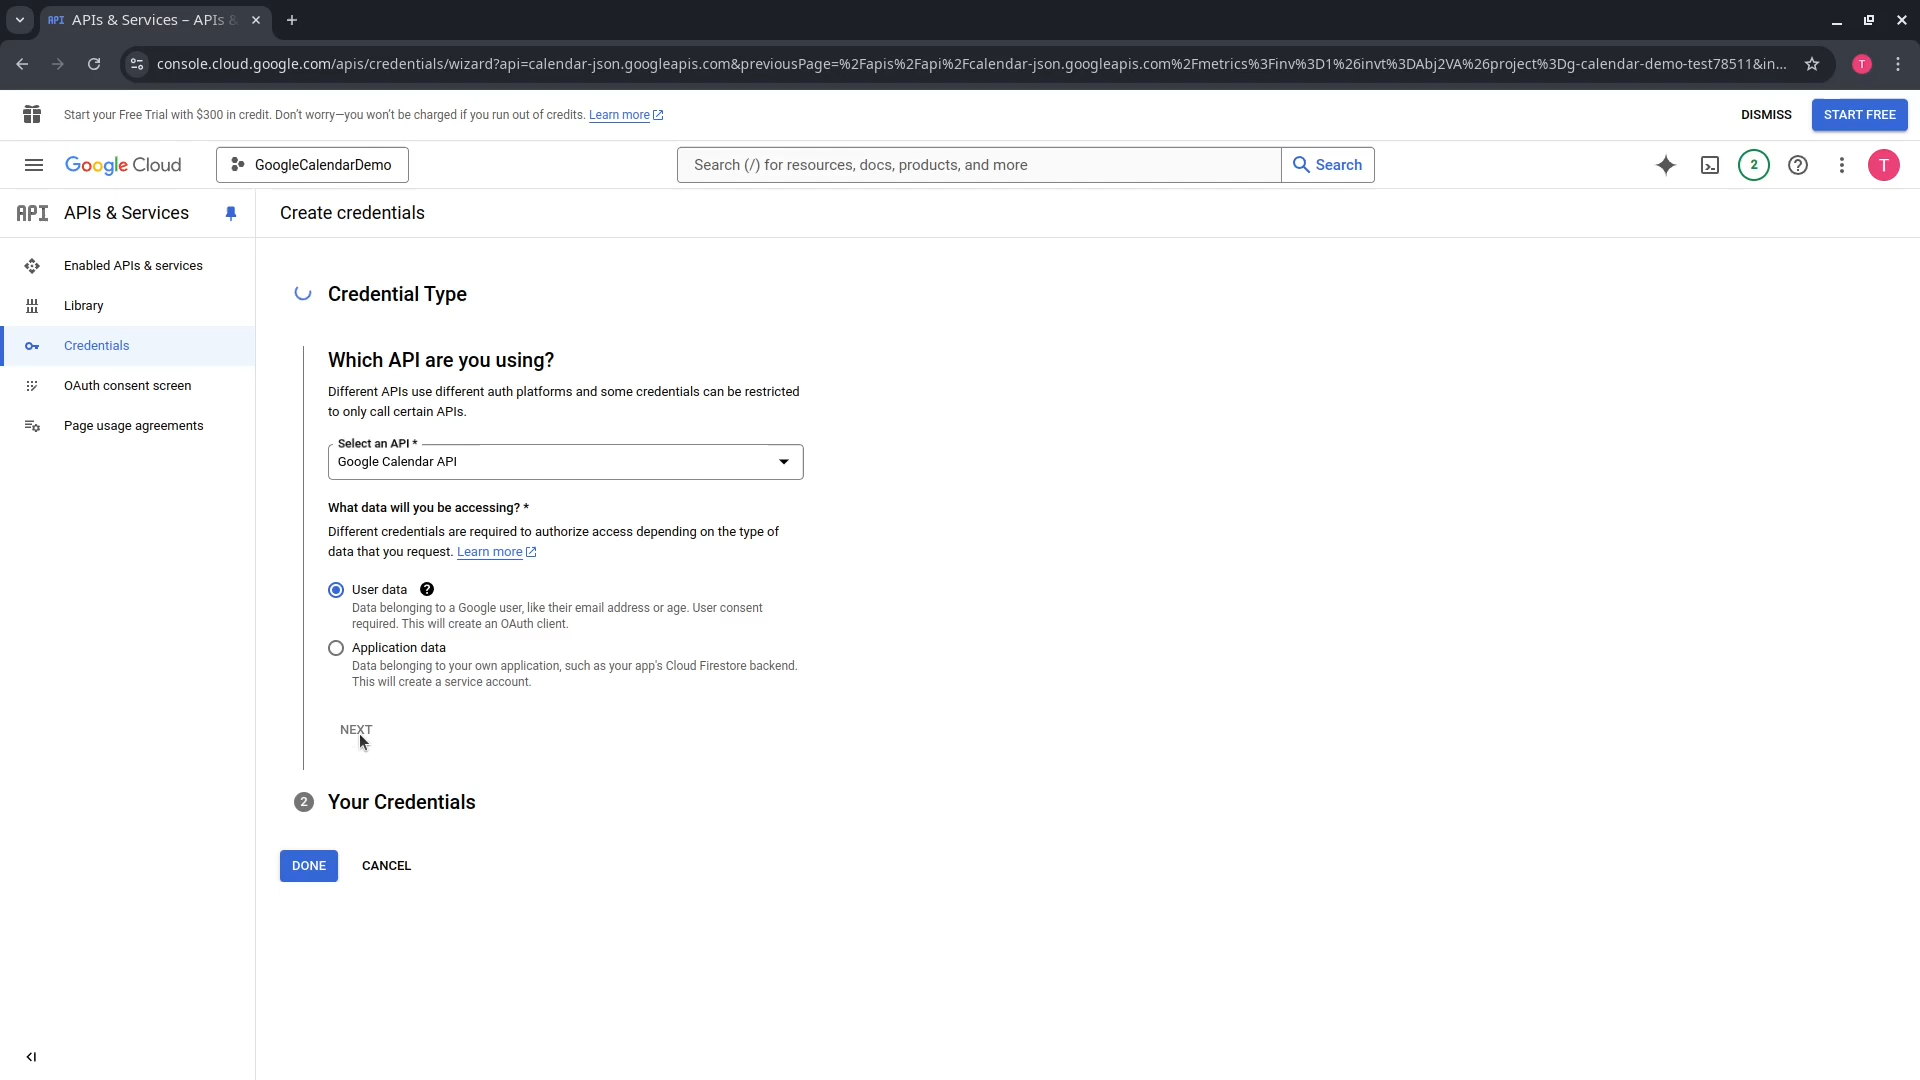 APIs & Services – APIs &
console.cloud.google.com/apis/credentials/wizard?api=calendar-json.googleapis.com&previousPage=%2Fapis%2Fapi%2Fcalendar-json.googleapis.com%2Fmetrics%3Finv%3D1%26invt%3DAbj2VA%26project%3Dg-calendar-demo-test78511&in...
T
Start your Free Trial with $300 in credit. Don't worry—you won't be charged if you run out of credits. Learn more
DISMISS
START FREE
Google Cloud
GoogleCalendarDemo
Search (/) for resources, docs, products, and more
Search
2
T
API APIs & Services
Create credentials
Enabled APIs & services
Library
Credentials
OAuth consent screen
Page usage agreements
Credential Type
Which API are you using?
Different APIs use different auth platforms and some credentials can be restricted
to only call certain APIs.
Select an API *
Google Calendar API
What data will you be accessing? *
Different credentials are required to authorize access depending on the type of
data that you request. Learn more
User data
Data belonging to a Google user, like their email address or age. User consent
required. This will create an OAuth client.
Application data
Data belonging to your own application, such as your app's Cloud Firestore backend.
This will create a service account.
NEXT
2 Your Credentials
DONE
CANCEL